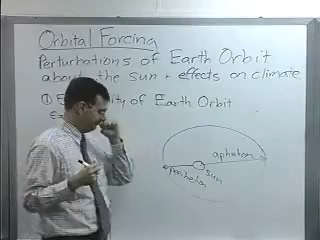 Orbital Forcing
Perturbations of Earth Orbit
about the sun + effects on climate
① of Earth Orbit
aphelion
perihelion
sun